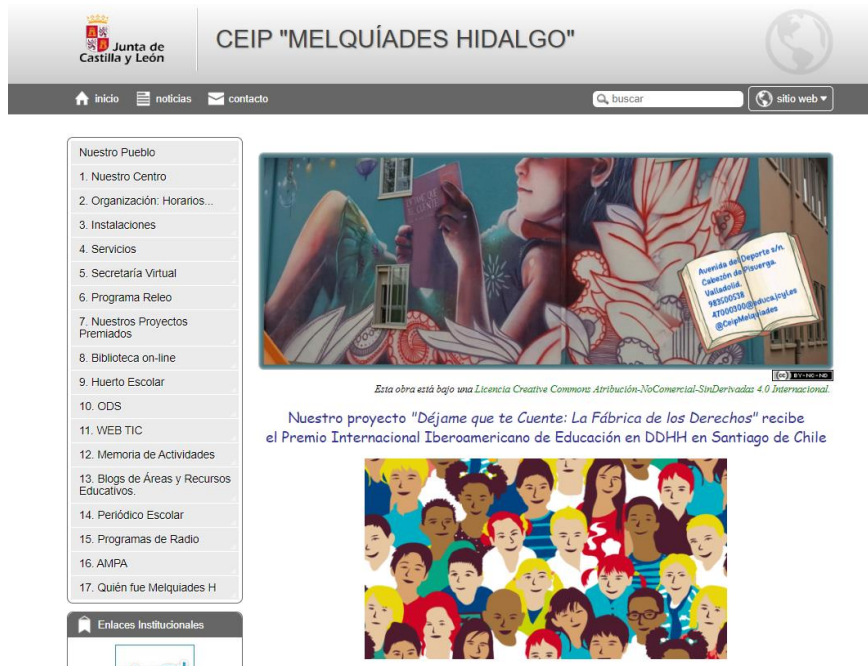 Junta de
Castilla y León
CEIP "MELQUÍADES HIDALGO"
inicio
noticias
contacto
buscar
sitio web
Nuestro Pueblo
1. Nuestro Centro
2. Organización: Horarios...
3. Instalaciones
4. Servicios
5. Secretaría Virtual
6. Programa Releo
7. Nuestros Proyectos
Premiados
8. Biblioteca on-line
9. Huerto Escolar
10. ODS
11. WEB TIC
12. Memoria de Actividades
13. Blogs de Áreas y Recursos
Educativos.
14. Periódico Escolar
15. Programas de Radio
16. AMPA
17. Quién fue Melquiades H
Enlaces Institucionales
Avenida del Deporte s/n.
Cabezón de Pisuerga.
Valladolid.
983500538
47000300@educa.jcyl.es
@CeipMelquiades
(cc) BY-NC-ND
Esta obra está bajo una Licencia Creative Commons Atribución-NoComercial-SinDerivadas 4.0 Internacional.
Nuestro proyecto "Déjame que te Cuente: La Fábrica de los Derechos" recibe
el Premio Internacional Iberoamericano de Educación en DDHH en Santiago de Chile